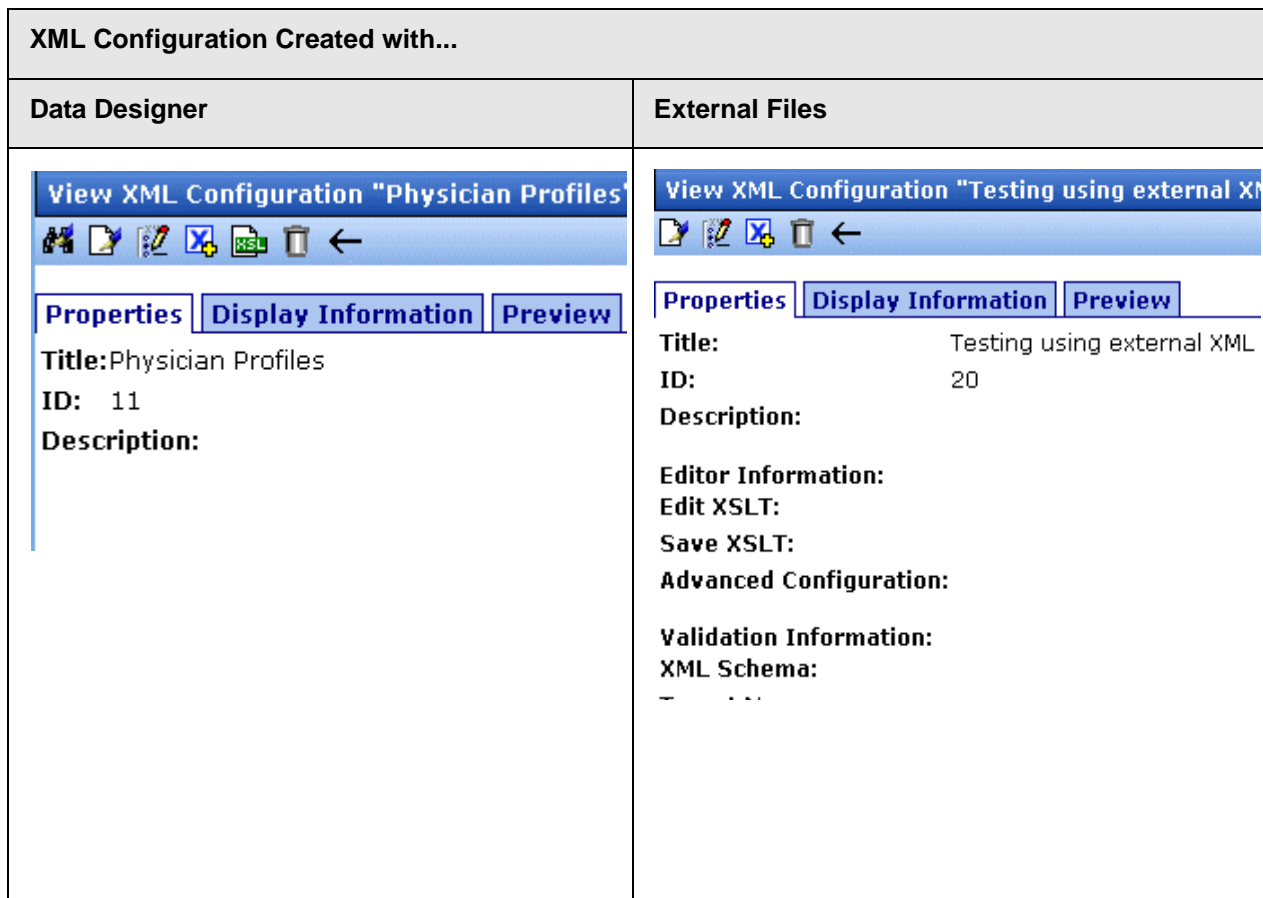 XML Configuration Created with...
Data Designer
External Files
View XML Configuration "Physician Profiles"
XSL
Properties Display Information Preview
Title:Physician Profiles
ID: 11
Description:
View XML Configuration "Testing using external
Properties Display Information Preview
Title: Testing using external XML
ID: 20
Description:
Editor Information:
Edit XSLT:
Save XSLT:
Advanced Configuration:
Validation Information:
XML Schema: